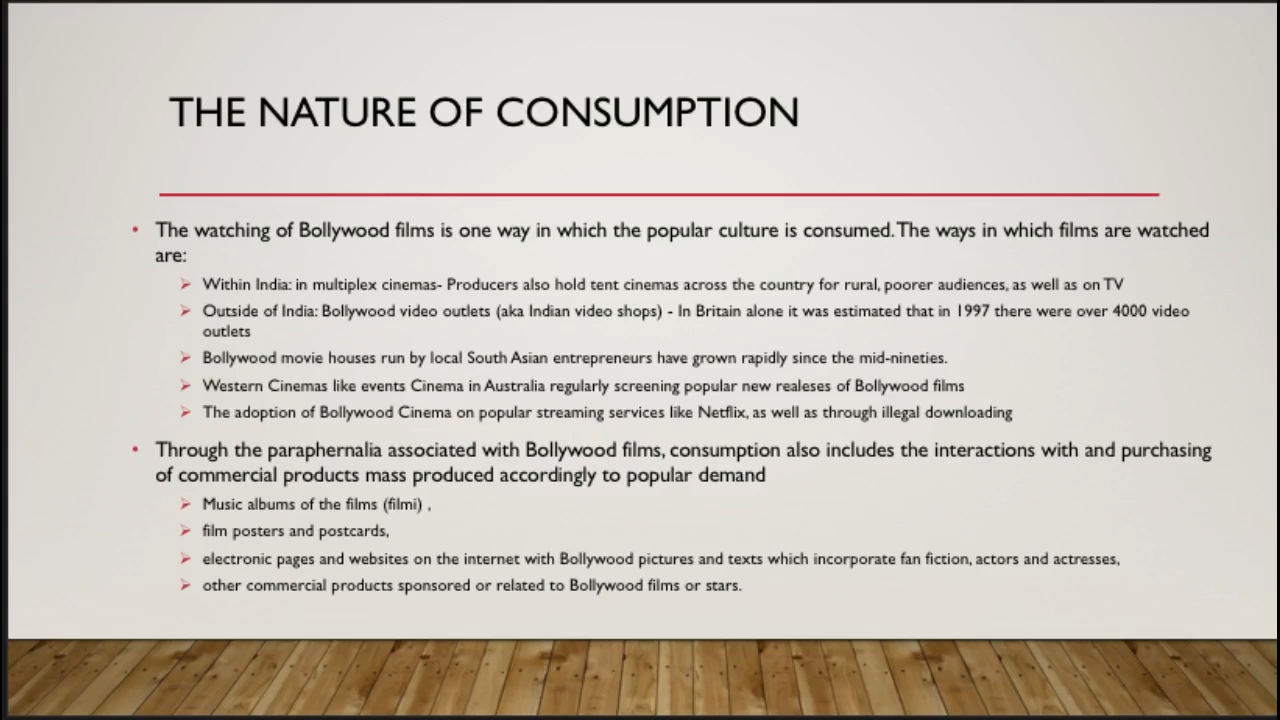 THE NATURE OF CONSUMPTION
• The watching of Bollywood films is one way in which the popular culture is consumed. The ways in which films are watched
are:
➢ Within India: in multiplex cinemas- Producers also hold tent cinemas across the country for rural, poorer audiences, as well as on TV
➢ Outside of India: Bollywood video outlets (aka Indian video shops) - In Britain alone it was estimated that in 1997 there were over 4000 video
outlets
➢ Bollywood movie houses run by local South Asian entrepreneurs have grown rapidly since the mid-nineties.
➢ Western Cinemas like events Cinema in Australia regularly screening popular new realeses of Bollywood films
➢ The adoption of Bollywood Cinema on popular streaming services like Netflix, as well as through illegal downloading
• Through the paraphernalia associated with Bollywood films, consumption also includes the interactions with and purchasing
of commercial products mass produced accordingly to popular demand
➢ Music albums of the films (filmi) ,
➢ film posters and postcards,
➢ electronic pages and websites on the internet with Bollywood pictures and texts which incorporate fan fiction, actors and actresses,
➢ other commercial products sponsored or related to Bollywood films or stars.